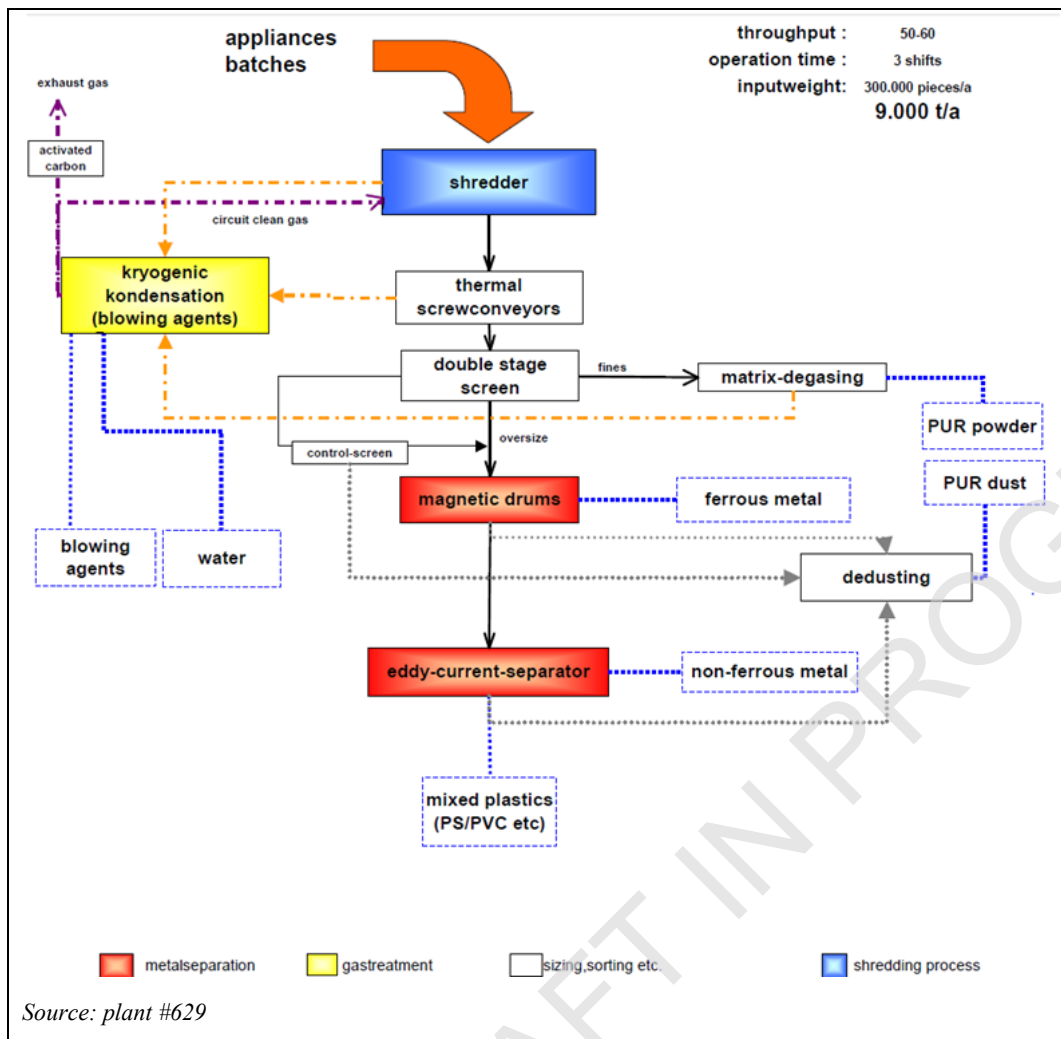 appliances
batches
throughput : 50-60
operation time : 3 shifts
inputweight: 300.000 pieces/a
9.000 t/a
exhaust gas
activated
carbon
shredder
circuit clean gas
kryogenic
kondensation
(blowing agents)
thermal
screwconveyors
double stage
screen
fines
matrix-degasing
PUR powder
oversize
control-screen
PUR dust
magnetic drums
ferrous metal
blowing
agents
water
dedusting
eddy-current-separator
non-ferrous metal
mixed plastics
(PS/PVC etc)
metalseparation
gastreatment
sizing,sorting etc.
shredding process
Source: plant #629